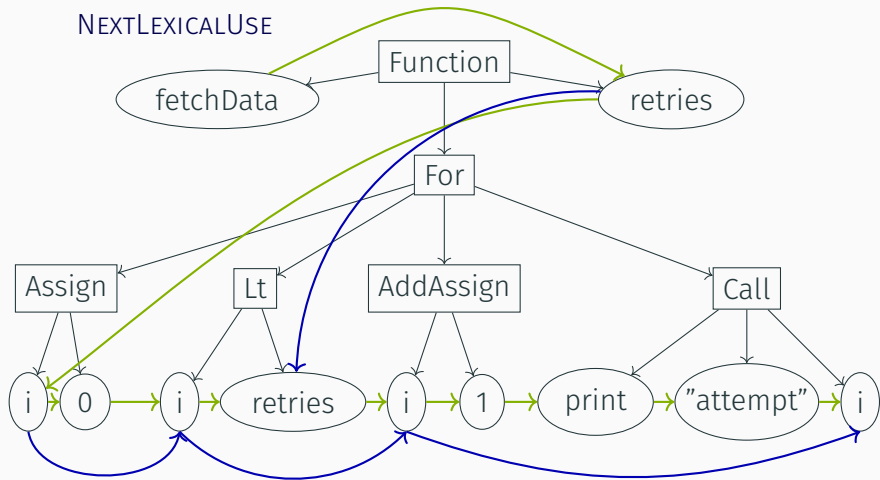 NEXTLEXICALUSE
Function
fetchData
retries
For
Assign
Lt
AddAssign
Call
i
0
i
retries
i
1
print
”attempt”
i